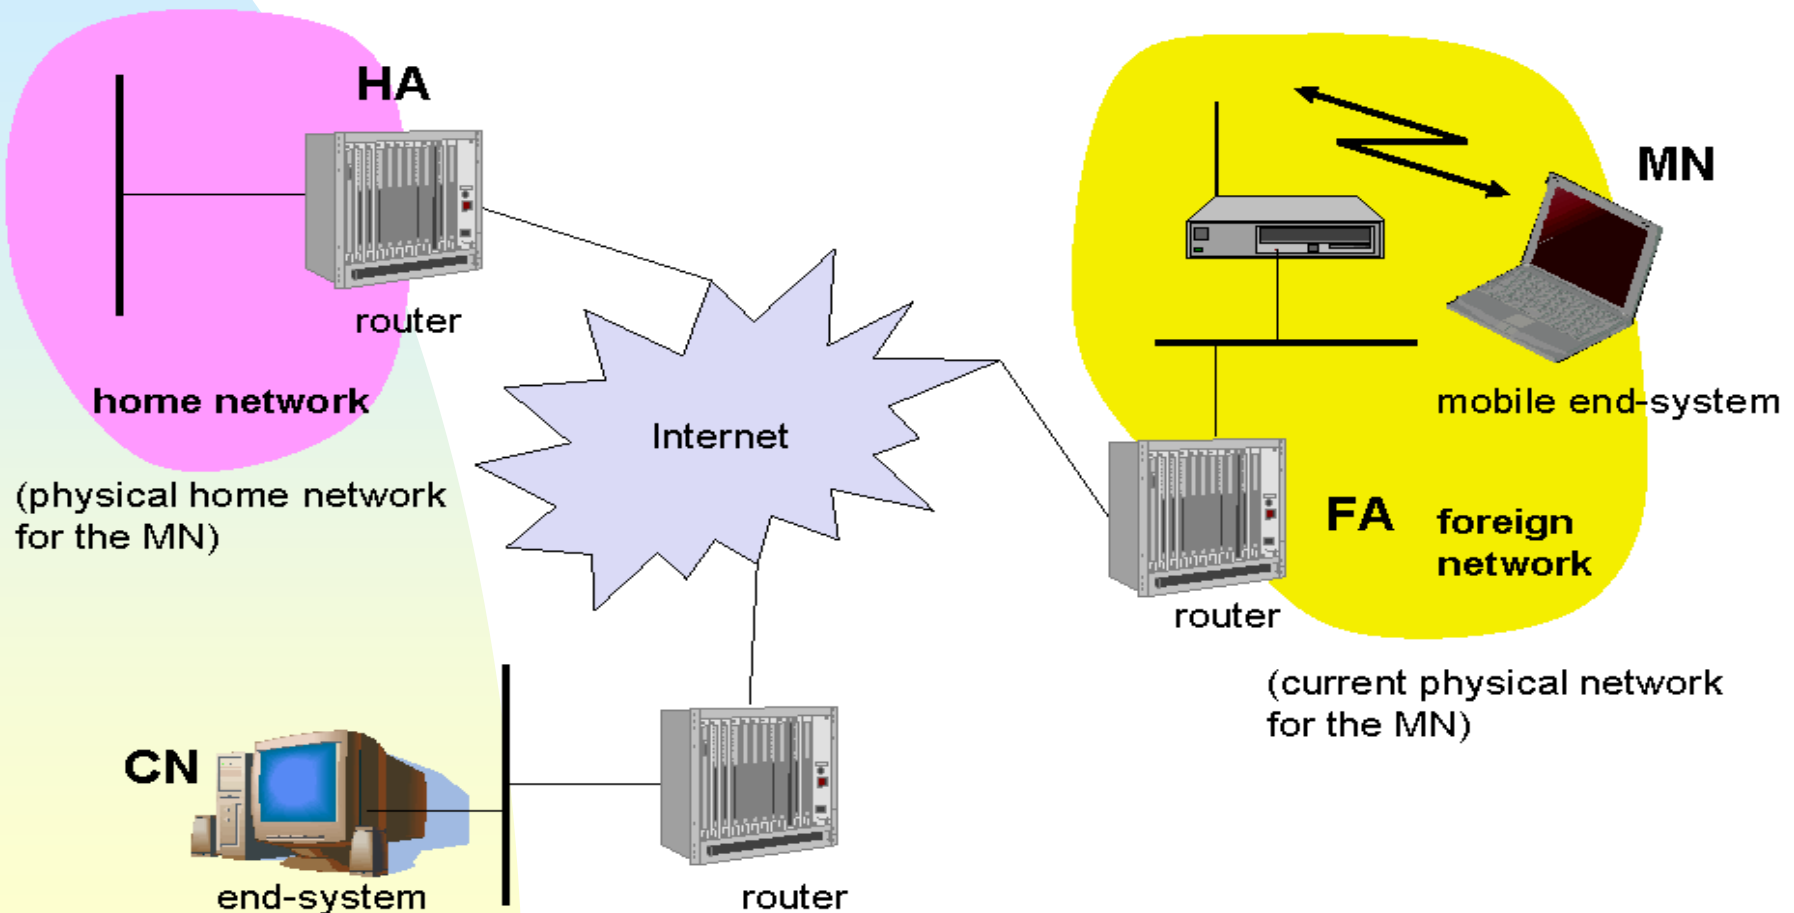 HA
router
home network
(physical home network
for the MN)
Internet
MN
mobile end-system
FA
foreign
network
router
(current physical network
for the MN)
CN
end-system
router